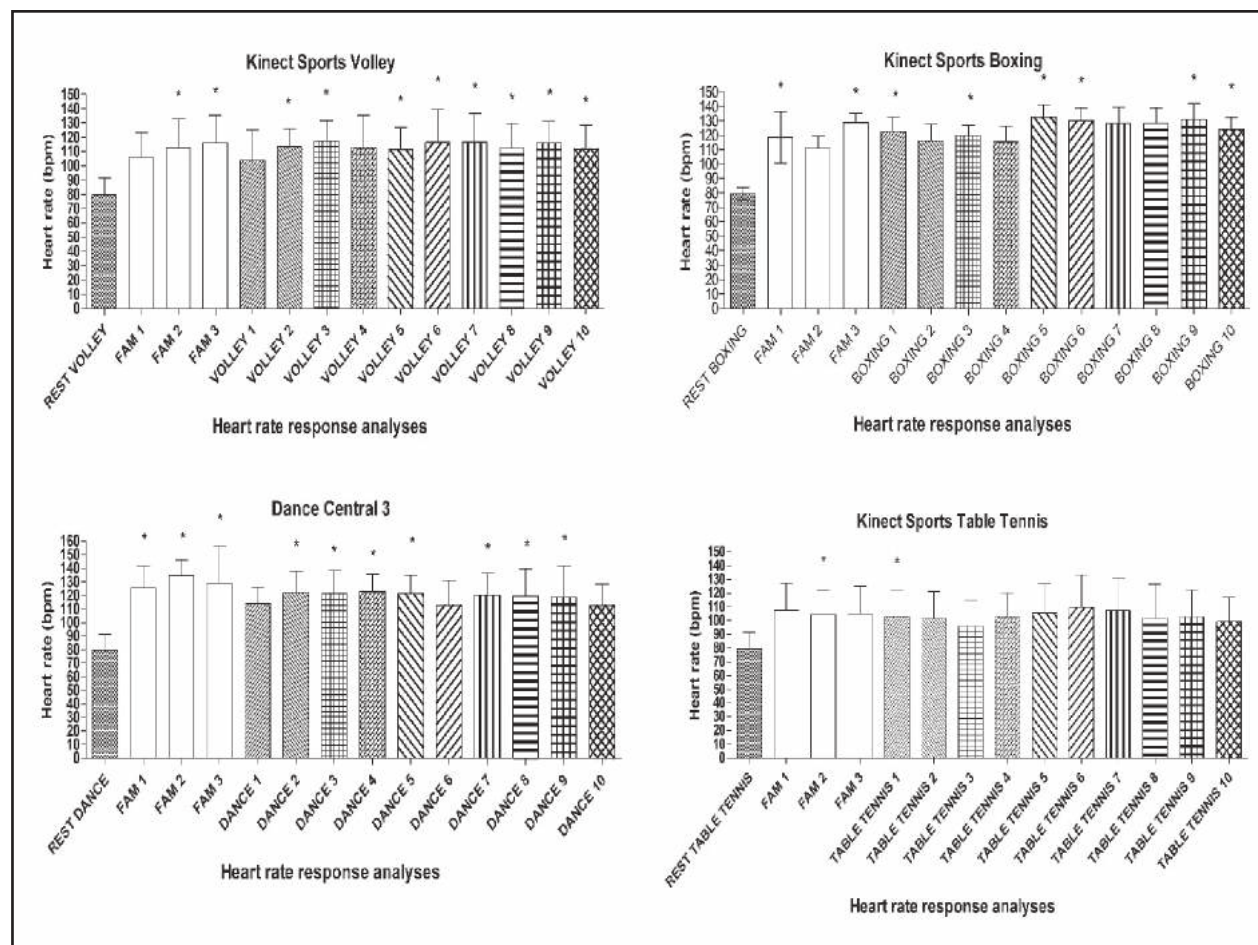 Kinect Sports Volley
*
*
*
*
*
*
*
*
*
*
150
140
130
120
110
100
90
80
70
60
50
40
30
20
10
0
Heart rate (bpm)
REST VOLLEY
FAM 1
FAM 2
FAM 3
VOLLEY 1
VOLLEY 2
VOLLEY 3
VOLLEY 4
VOLLEY 5
VOLLEY 6
VOLLEY 7
VOLLEY 8
VOLLEY 9
VOLLEY 10
Heart rate response analyses
Kinect Sports Boxing
*
*
*
*
*
*
*
*
150
140
130
120
110
100
90
80
70
60
50
40
30
20
10
0
Heart rate (bpm)
REST BOXING
FAM 1
FAM 2
FAM 3
BOXING 1
BOXING 2
BOXING 3
BOXING 4
BOXING 5
BOXING 6
BOXING 7
BOXING 8
BOXING 9
BOXING 10
Heart rate response analyses
Dance Central 3
*
*
*
*
*
*
*
*
*
*
160
150
140
130
120
110
100
90
80
70
60
50
40
30
20
10
0
Heart rate (bpm)
REST DANCE
FAM 1
FAM 2
FAM 3
DANCE 1
DANCE 2
DANCE 3
DANCE 4
DANCE 5
DANCE 6
DANCE 7
DANCE 8
DANCE 9
DANCE 10
Heart rate response analyses
Kinect Sports Table Tennis
*
*
150
140
130
120
110
100
90
80
70
60
50
40
30
20
10
0
Heart rate (bpm)
REST TABLE TENNIS
FAM 1
FAM 2
FAM 3
TABLE TENNIS 1
TABLE TENNIS 2
TABLE TENNIS 3
TABLE TENNIS 4
TABLE TENNIS 5
TABLE TENNIS 6
TABLE TENNIS 7
TABLE TENNIS 8
TABLE TENNIS 9
TABLE TENNIS 10
Heart rate response analyses